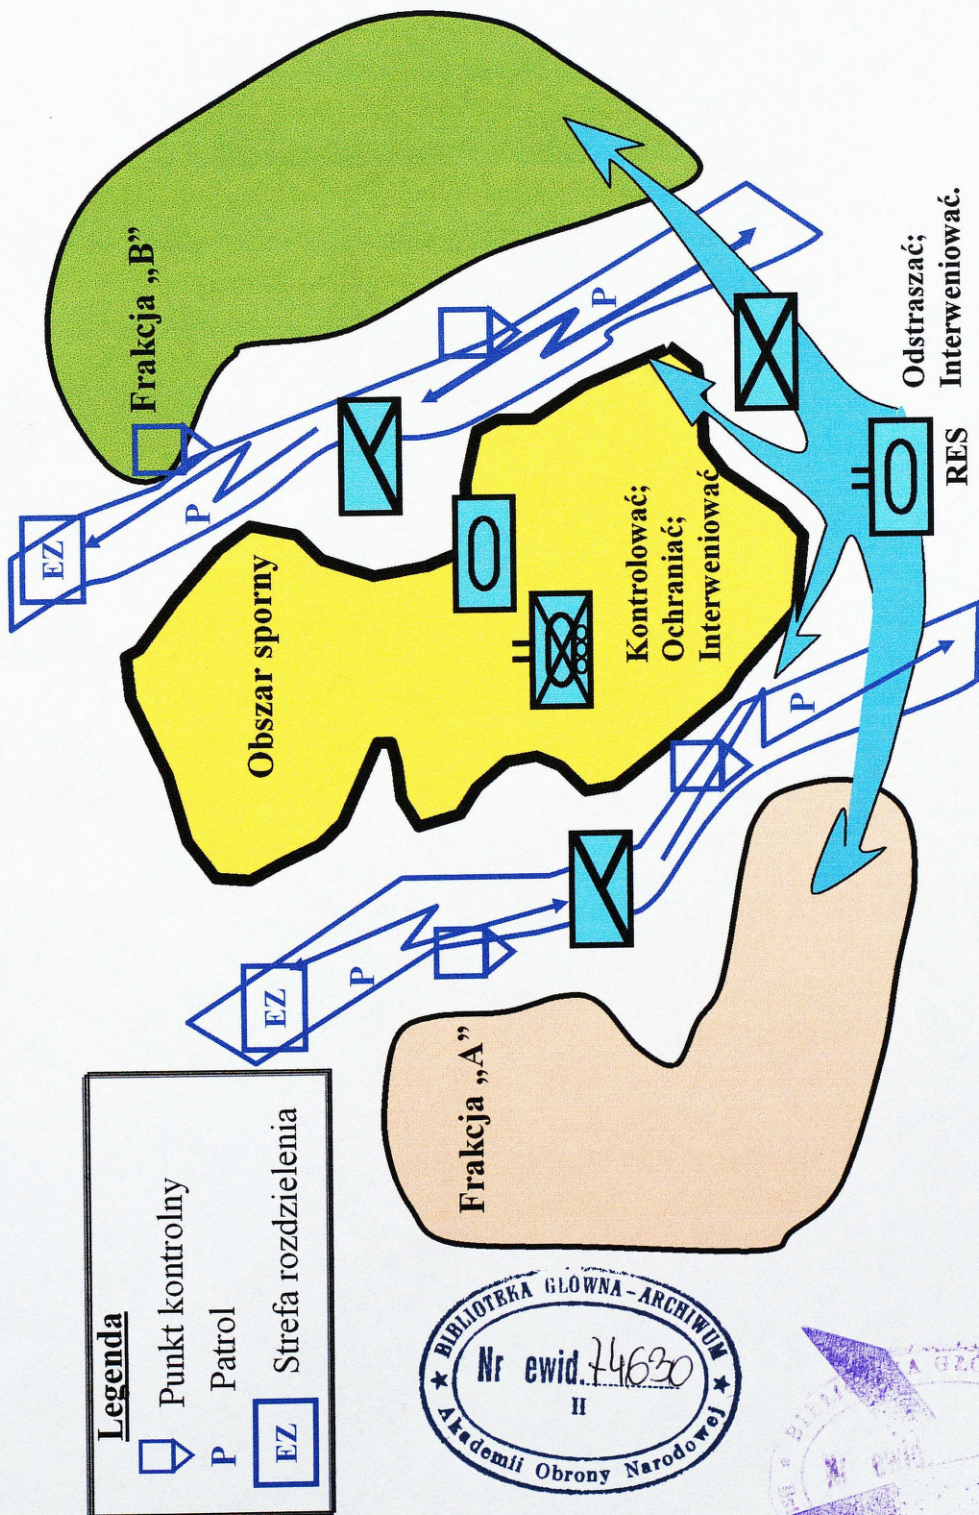 Legenda
Punkt kontrolny
P Patrol
EZ Strefa rozdzielenia
EZ
P
Obszar sporny
EZ
P
Frakcja „B”
P
Frakcja „A”
Kontrolować;
Ochraniać;
Interweniować
P
RES
Odstraszać;
Interweniować.
BIBLIOTEKA GŁÓWNA-ARCHIWUM
Nr ewid. 74630
II
Akademii Obrony Narodowej